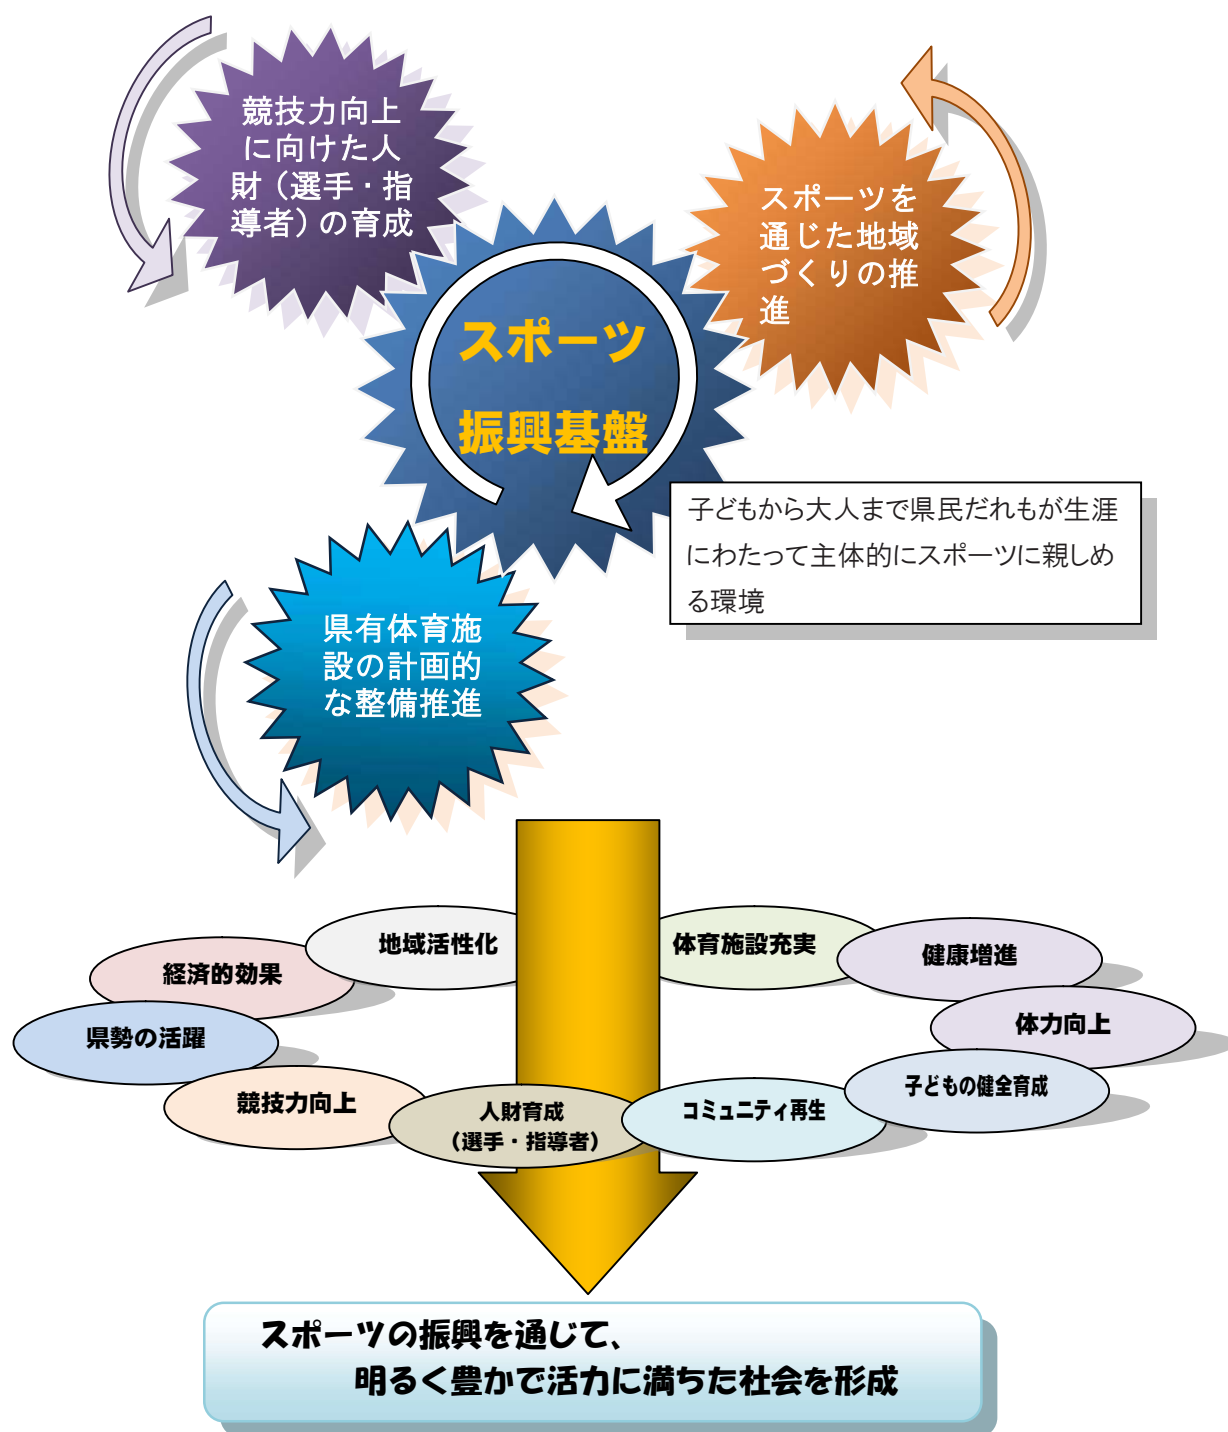 競技力向上
に向けた人
財（選手・指
導者）の育成
スポーツを
通じた地域
づくりの推
進
スポーツ
振興基盤
子どもから大人まで県民だれもが生涯
にわたって主体的にスポーツに親しめ
る環境
県有体育施
設の計画的
な整備推進
地域活性化
体育施設充実
健康増進
経済的効果
体力向上
県勢の活躍
子どもの健全育成
競技力向上
人財育成
（選手・指導者）
コミュニティ再生
スポーツの振興を通じて、
明るく豊かで活力に満ちた社会を形成